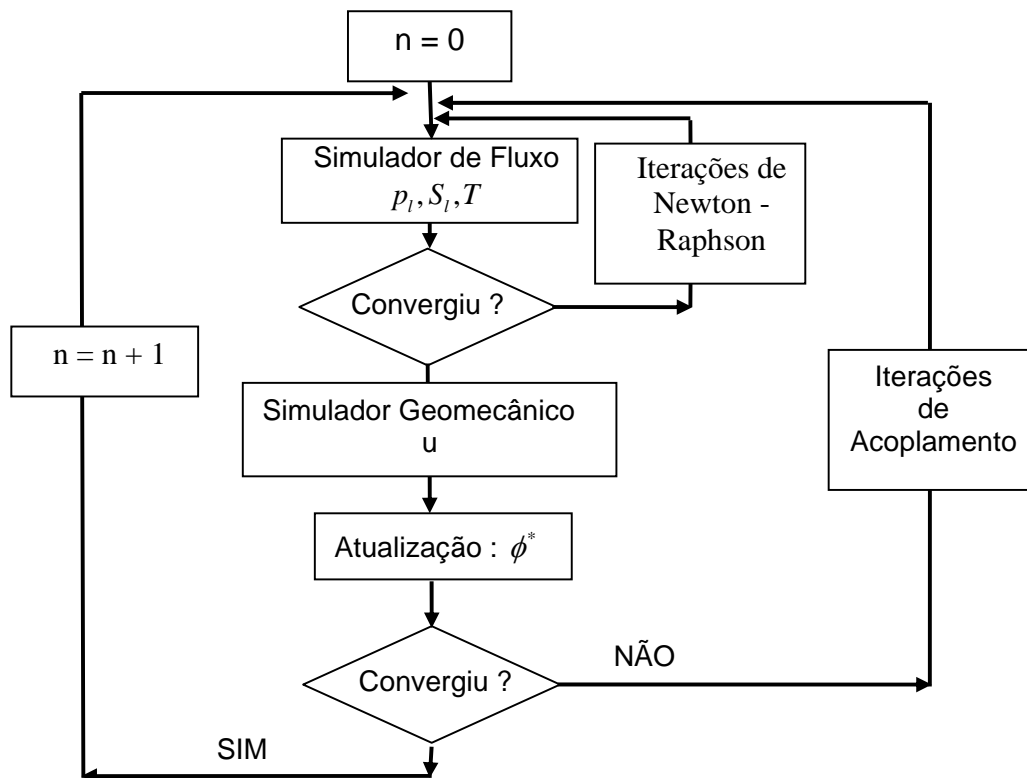 n = 0
Simulador de Fluxo
p_l, S_l, T
Iterações de
Newton -
Raphson
Convergiu ?
n = n + 1
Simulador Geomecânico
u
Iterações
de
Acoplamento
Atualização : ϕ*
Convergiu ?
NÃO
SIM